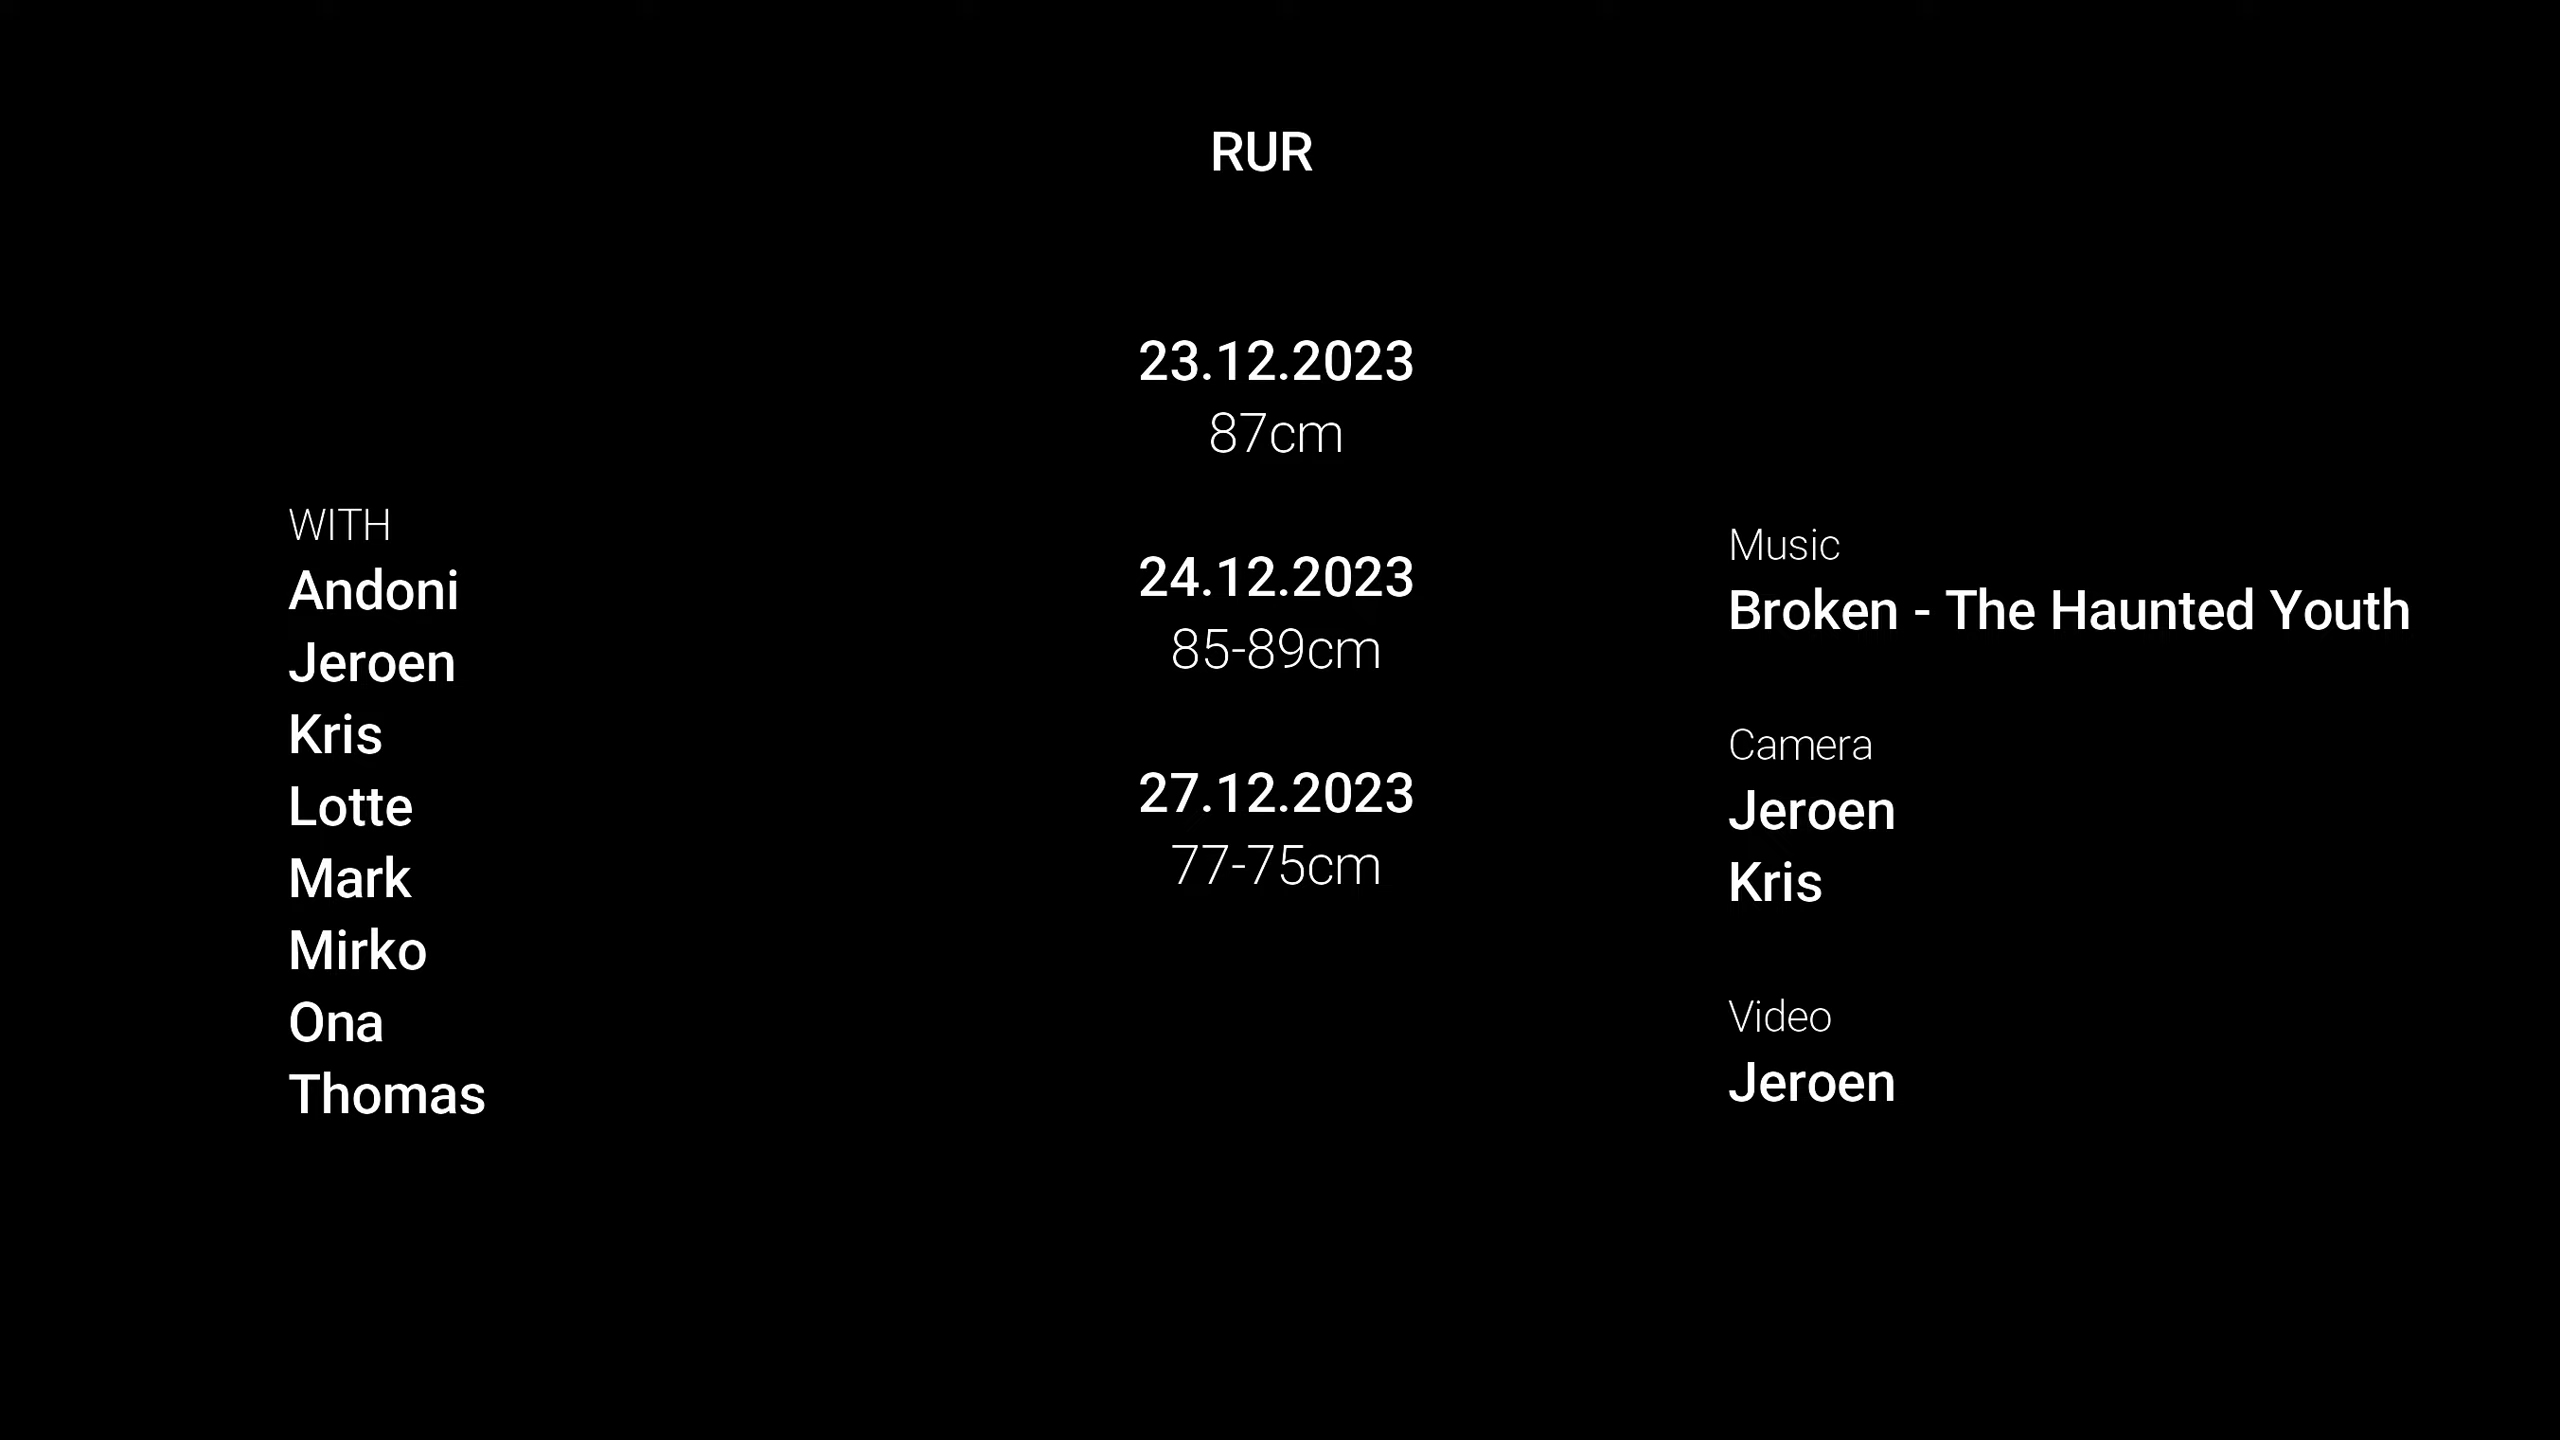 RUR
23.12.2023
87cm
24.12.2023
85-89cm
27.12.2023
77-75cm
WITH
Andoni
Jeroen
Kris
Lotte
Mark
Mirko
Ona
Thomas
Music
Broken - The Haunted Youth
Camera
Jeroen
Kris
Video
Jeroen